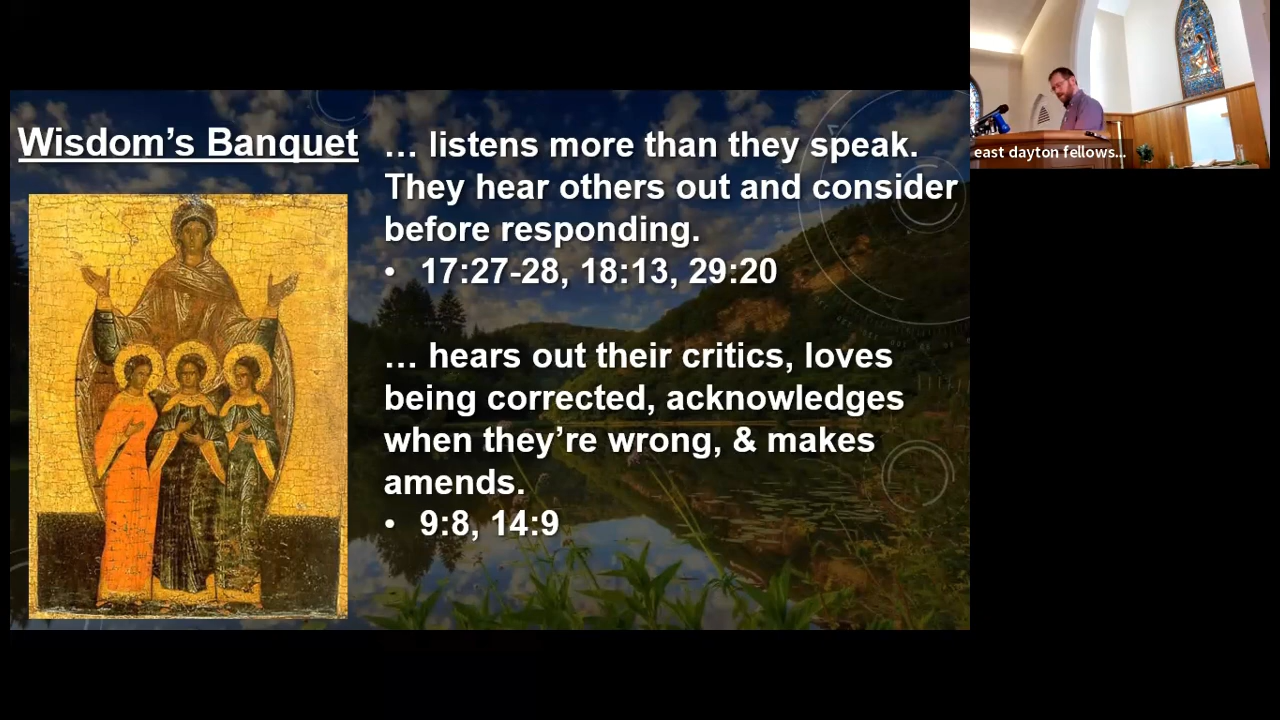 Wisdom’s Banquet
… listens more than they speak.
They hear others out and consider
before responding.
• 17:27-28, 18:13, 29:20
… hears out their critics, loves
being corrected, acknowledges
when they’re wrong, & makes
amends.
• 9:8, 14:9
east dayton fellows...